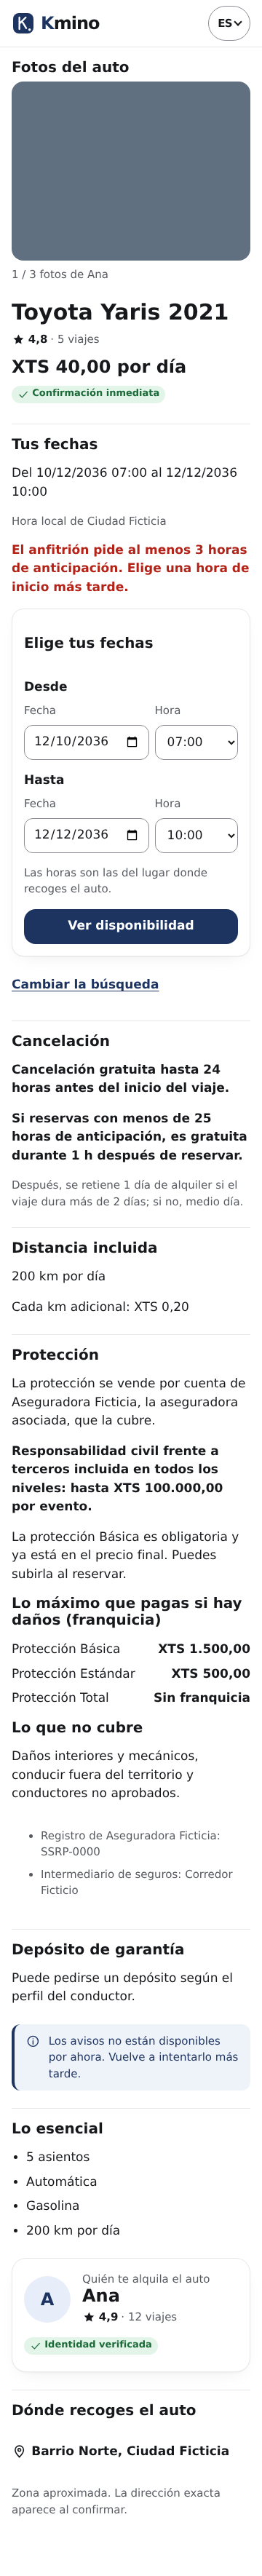 Kmino
ES
Fotos del auto
1 / 3 fotos de Ana
Toyota Yaris 2021
★ 4,8 · 5 viajes
XTS 40,00 por día
Confirmación inmediata
Tus fechas
Del 10/12/2036 07:00 al 12/12/2036
10:00
Hora local de Ciudad Ficticia
El anfitrión pide al menos 3 horas
de anticipación. Elige una hora de
inicio más tarde.
Elige tus fechas
Desde
Fecha Hora
12/10/2036 07:00
Hasta
Fecha Hora
12/12/2036 10:00
Las horas son las del lugar donde
recoges el auto.
Ver disponibilidad
Cambiar la búsqueda
Cancelación
Cancelación gratuita hasta 24
horas antes del inicio del viaje.
Si reservas con menos de 25
horas de anticipación, es gratuita
durante 1 h después de reservar.
Después, se retiene 1 día de alquiler si el
viaje dura más de 2 días; si no, medio día.
Distancia incluida
200 km por día
Cada km adicional: XTS 0,20
Protección
La protección se vende por cuenta de
Aseguradora Ficticia, la aseguradora
asociada, que la cubre.
Responsabilidad civil frente a
terceros incluida en todos los
niveles: hasta XTS 100.000,00
por evento.
La protección Básica es obligatoria y
ya está en el precio final. Puedes
subirla al reservar.
Lo máximo que pagas si hay
daños (franquicia)
Protección Básica XTS 1.500,00
Protección Estándar XTS 500,00
Protección Total Sin franquicia
Lo que no cubre
Daños interiores y mecánicos,
conducir fuera del territorio y
conductores no aprobados.
• Registro de Aseguradora Ficticia:
SSRP-0000
• Intermediario de seguros: Corredor
Ficticio
Depósito de garantía
Puede pedirse un depósito según el
perfil del conductor.
Los avisos no están disponibles
por ahora. Vuelve a intentarlo más
tarde.
Lo esencial
• 5 asientos
• Automática
• Gasolina
• 200 km por día
A
Quién te alquila el auto
Ana
★ 4,9 · 12 viajes
Identidad verificada
Dónde recoges el auto
Barrio Norte, Ciudad Ficticia
Zona aproximada. La dirección exacta
aparece al confirmar.